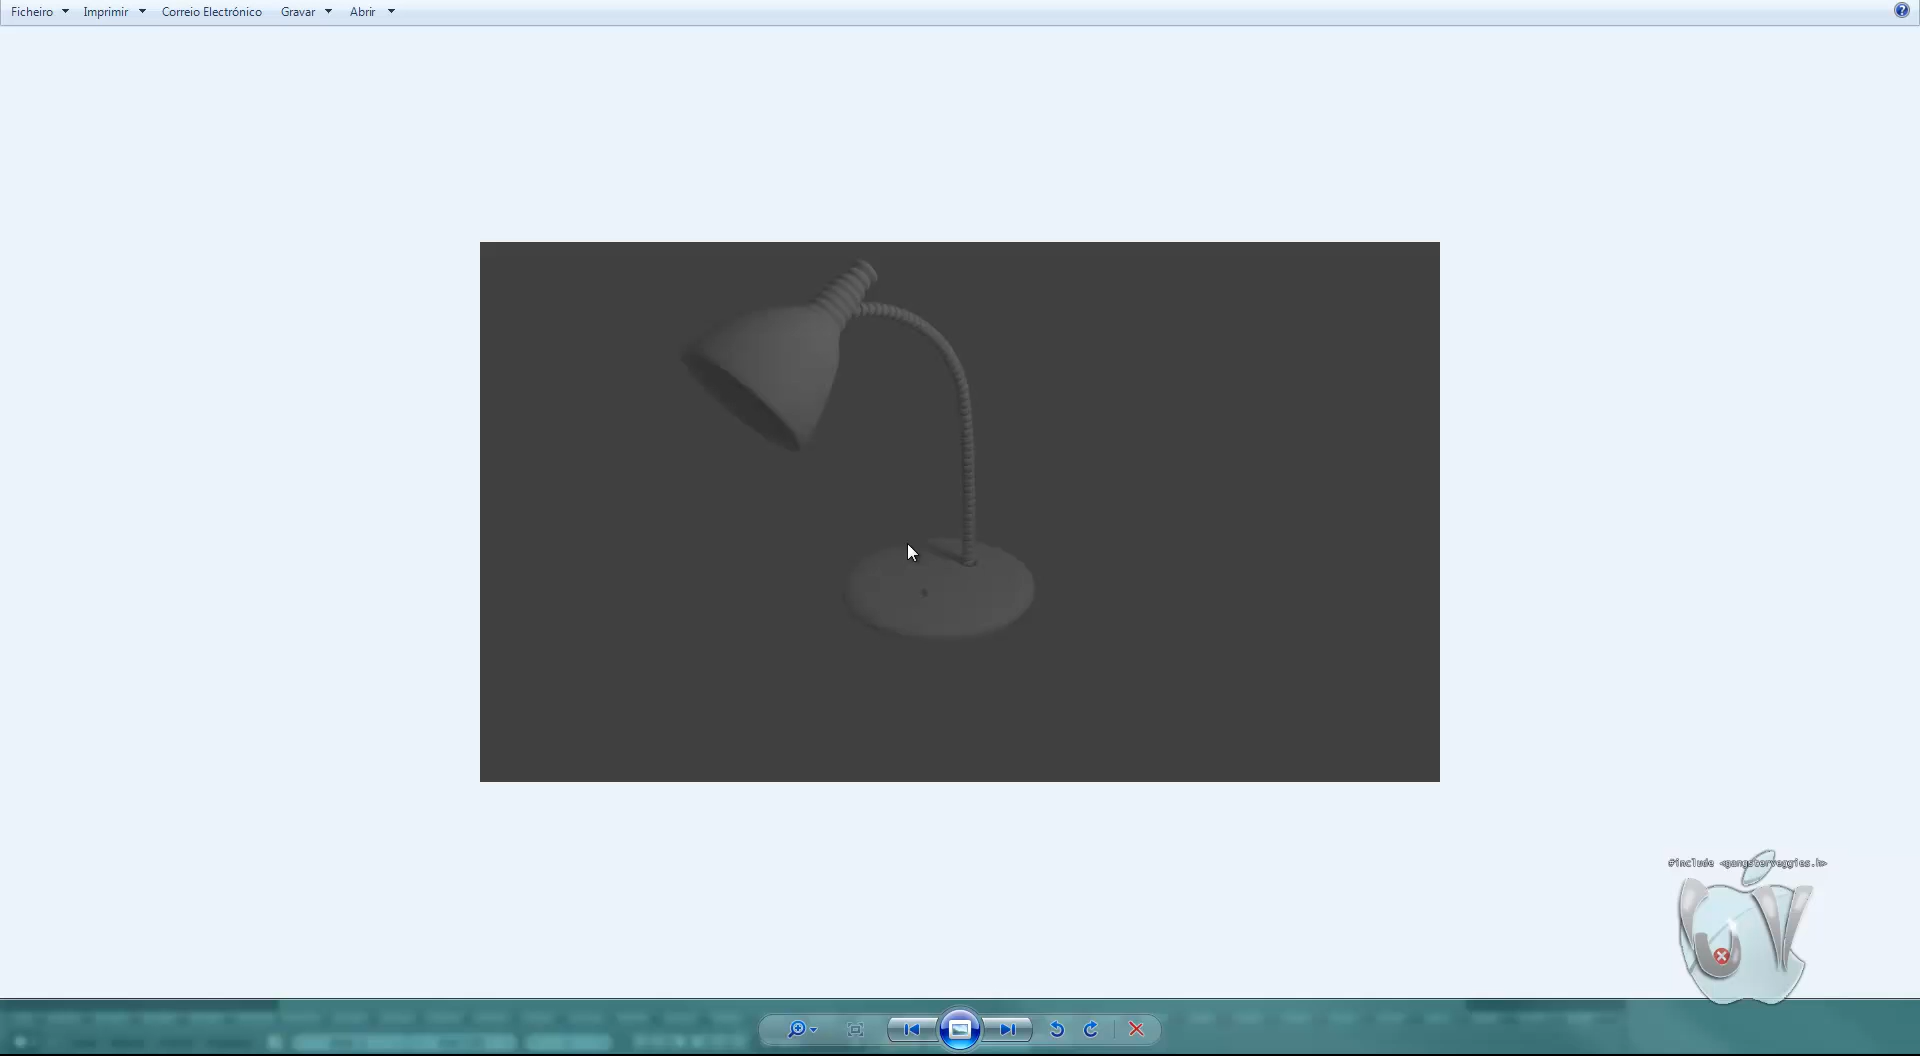 Ficheiro Imprimir Correio Electrónico Gravar Abrir
#include <gangsterveggies.h>